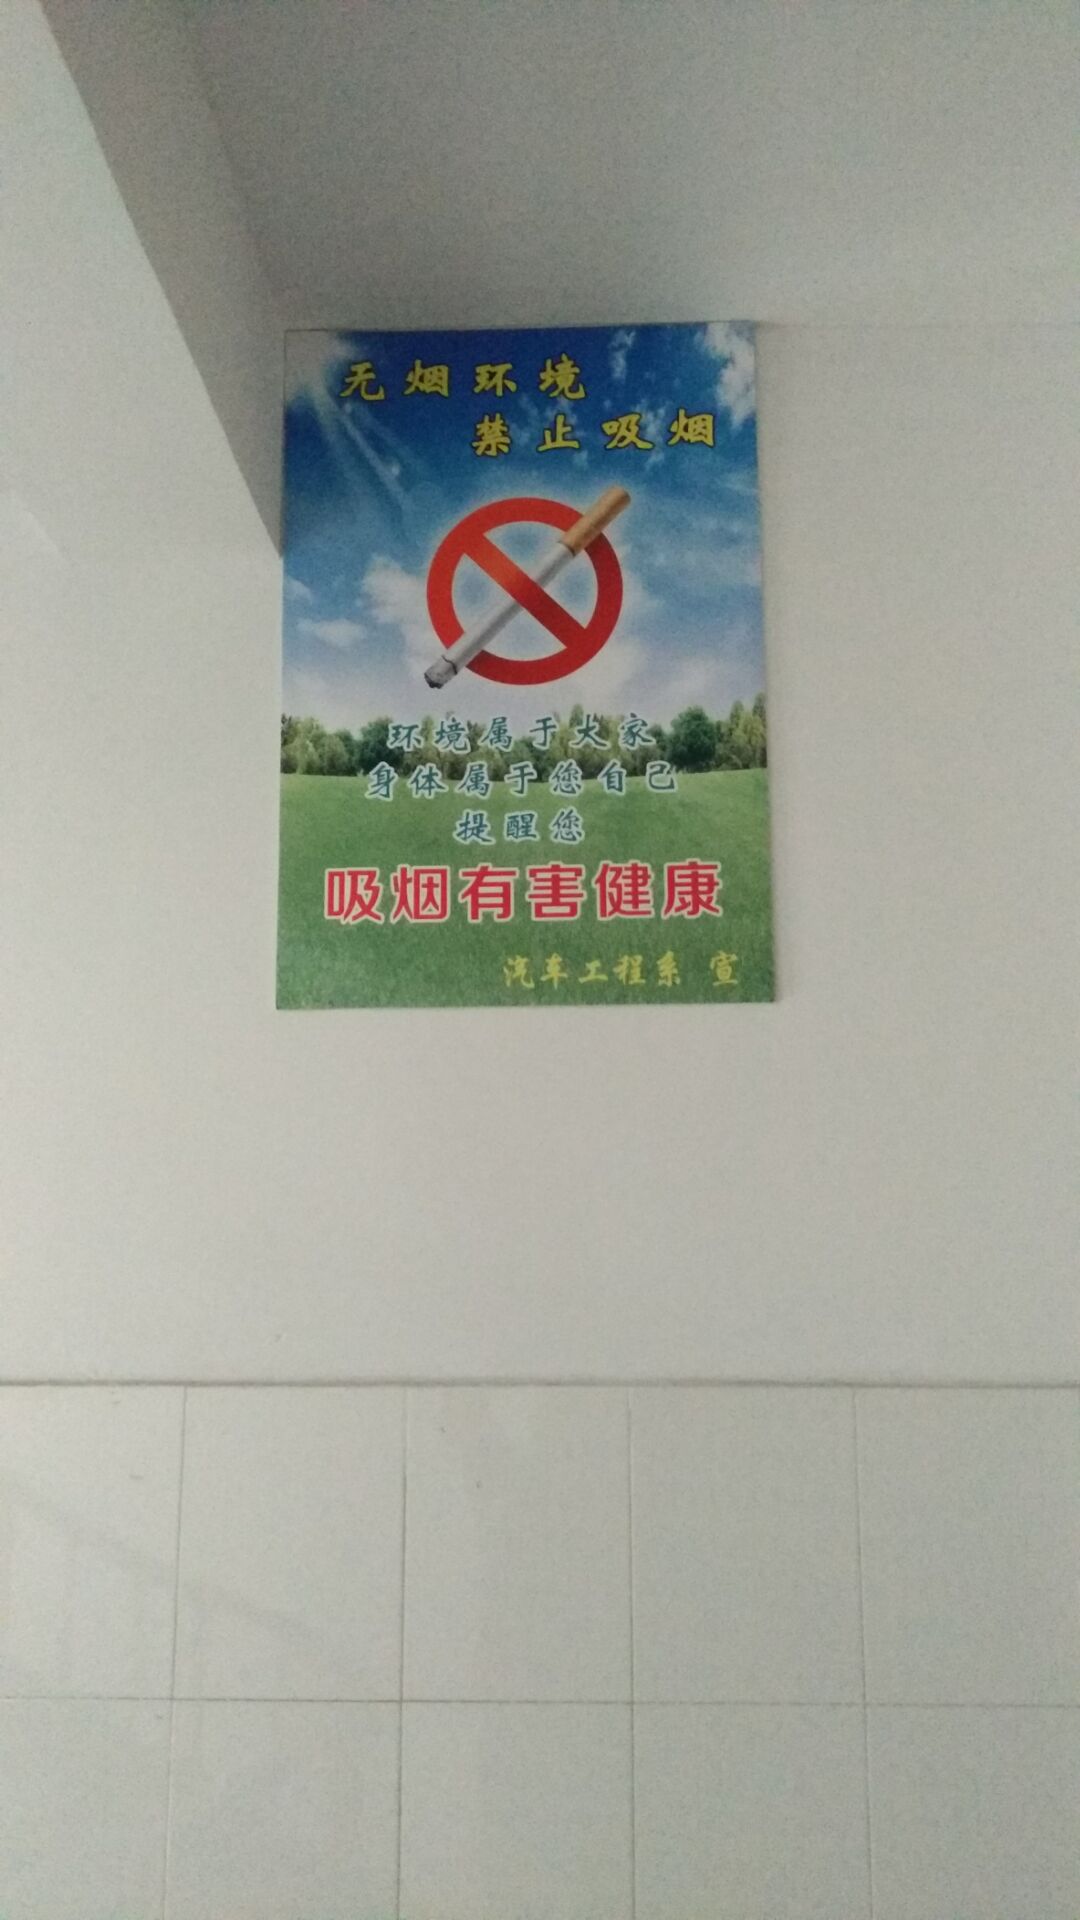 无烟环境
禁止吸烟
环境属于大家
身体属于您自己
提醒您
吸烟有害健康
汽车工程系 宣